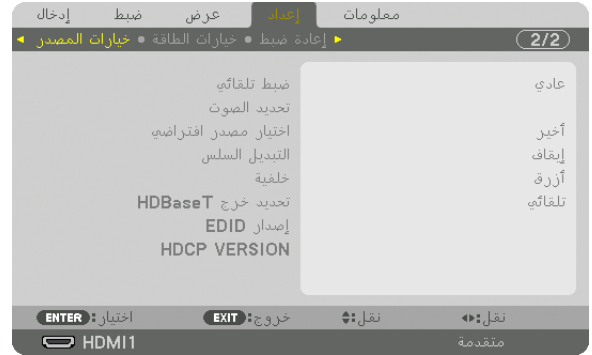 إدخال ضبط عرض إعداد معلومات
◄ خيارات المصدر ● خيارات الطاقة ● إعادة ضبط ► 2/2
ضبط تلقائي عادي
تحديد الصوت
اختيار مصدر افتراضي أخير
التبديل السلس إيقاف
خلفية أزرق
تحديد خرج HDBaseT تلقائي
إصدار EDID
HDCP VERSION
ENTER :اختيار EXIT :خروج نقل:♦ نقل:◄►
HDMI1 متقدمة